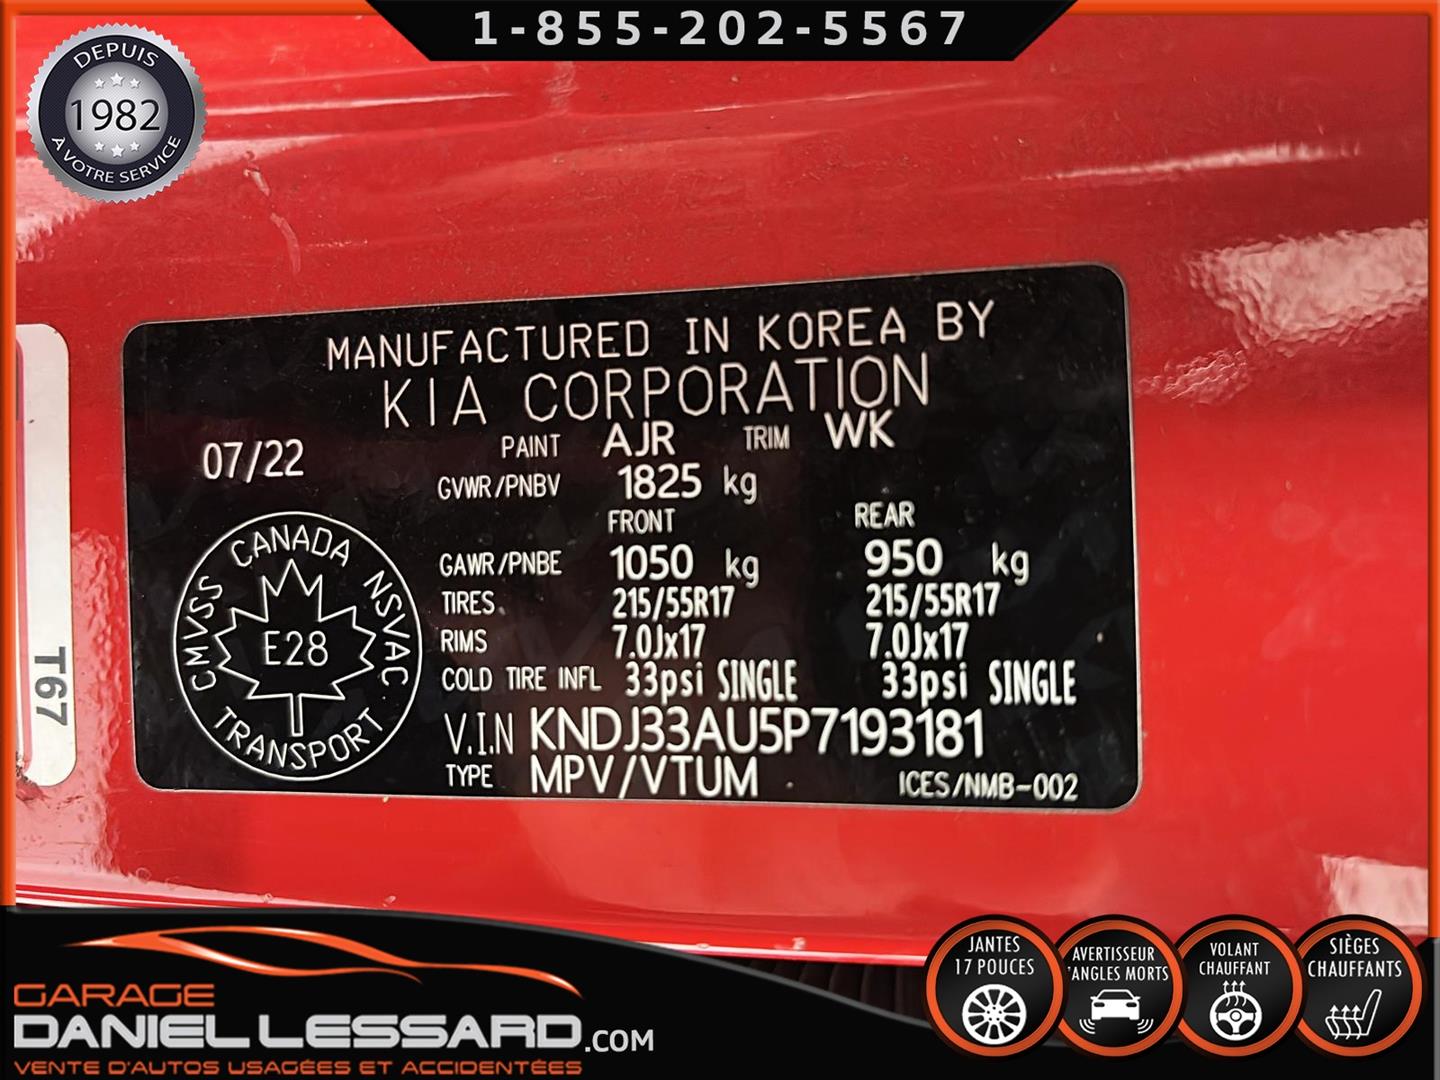 1-855-202-5567
DEPUIS
1982
À VOTRE SERVICE
MANUFACTURED IN KOREA BY
KIA CORPORATION
07/22
PAINT AJR TRIM WK
GVWR/PNBV 1825 kg
FRONT REAR
GAWR/PNBE 1050 kg 950 kg
TIRES 215/55R17 215/55R17
RIMS 7.0Jx17 7.0Jx17
COLD TIRE INFL 33psi SINGLE 33psi SINGLE
V.I.N KNDJ33AU5P7193181
TYPE MPV/VTUM
ICES/NMB-002
CANADA
CMVSS NSVAC
E28
TRANSPORT
T67
JANTES
17 POUCES
AVERTISSEUR
'ANGLES MORTS
VOLANT
CHAUFFANT
SIÈGES
CHAUFFANTS
GARAGE
DANIEL LESSARD.COM
VENTE D'AUTOS USAGÉES ET ACCIDENTÉES